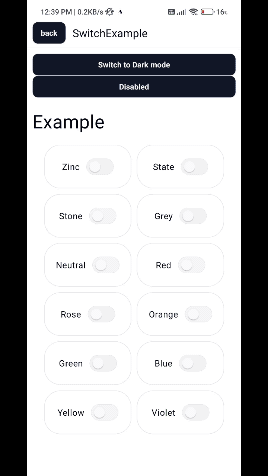 12:39 PM | 0.2KB/s
16%
back SwitchExample
Switch to Dark mode
Disabled
Example
Zinc State
Stone Grey
Neutral Red
Rose Orange
Green Blue
Yellow Violet